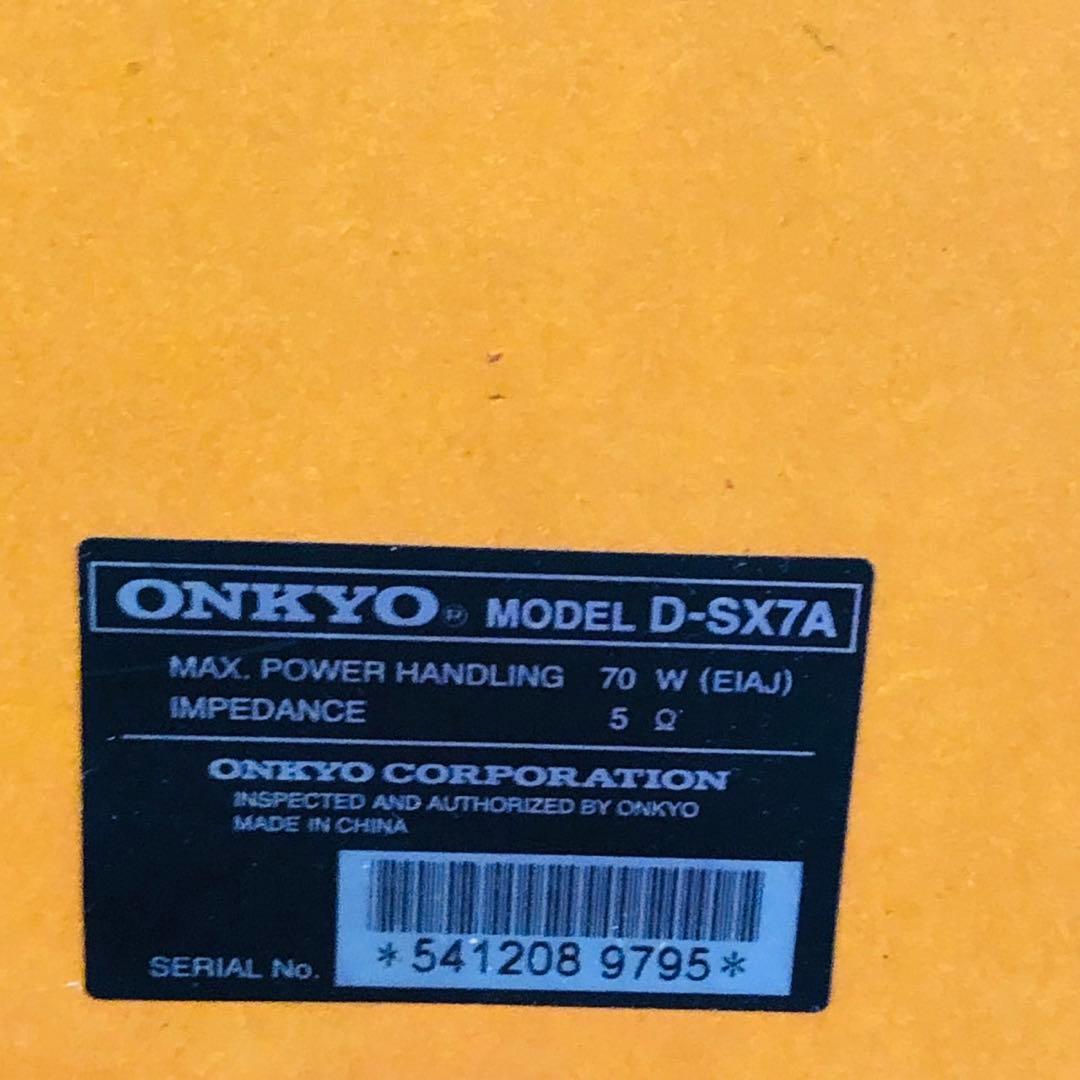 ONKYO® MODEL D-SX7A
MAX. POWER HANDLING 70 W (EIAJ)
IMPEDANCE 5 Ω
ONKYO CORPORATION
INSPECTED AND AUTHORIZED BY ONKYO
MADE IN CHINA
SERIAL No. *541208 9795*